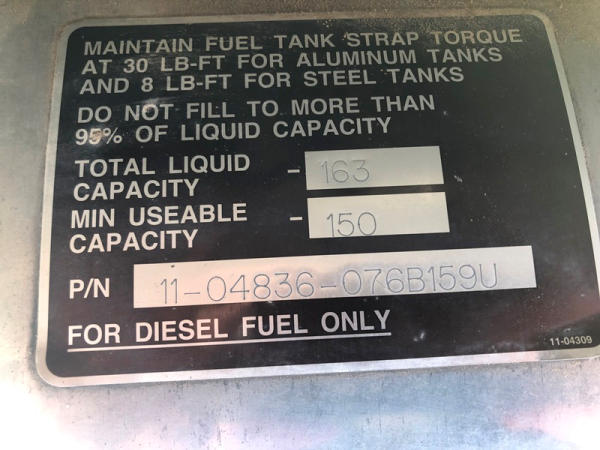 MAINTAIN FUEL TANK STRAP TORQUE
AT 30 LB-FT FOR ALUMINUM TANKS
AND 8 LB-FT FOR STEEL TANKS
DO NOT FILL TO MORE THAN
95% OF LIQUID CAPACITY
TOTAL LIQUID CAPACITY - 163
MIN USEABLE CAPACITY - 150
P/N 11-04836-076B159U
FOR DIESEL FUEL ONLY
11-04309